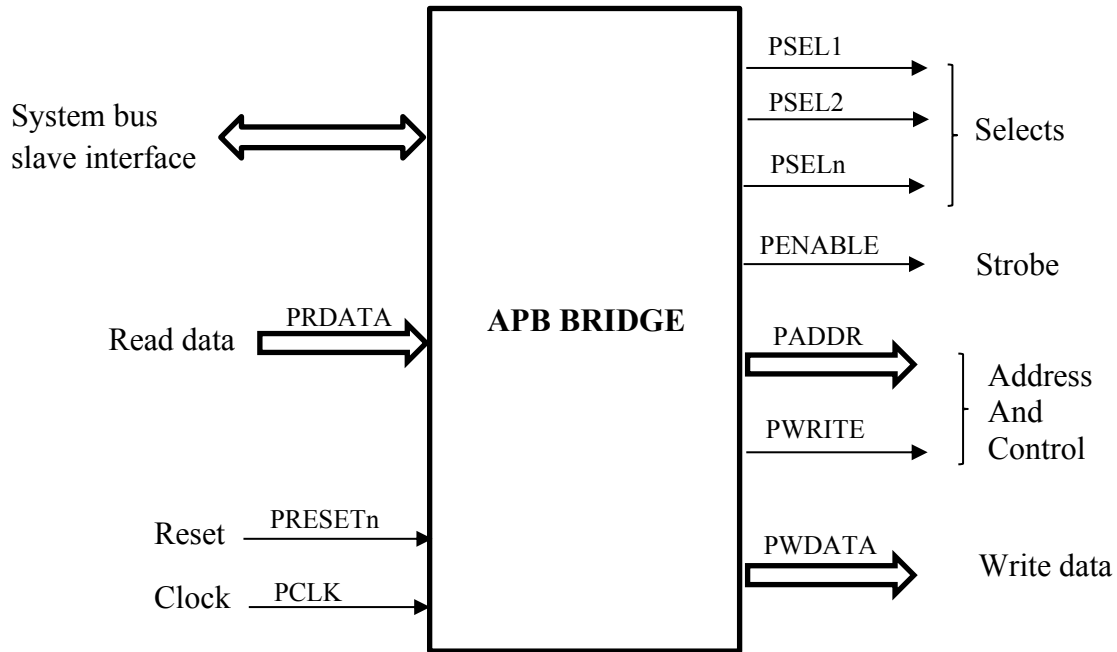 System bus
slave interface
PRDATA
Read data
PRESETn
Reset
PCLK
Clock
APB BRIDGE
PSEL1
PSEL2
PSELn
Selects
PENABLE
Strobe
PADDR
PWRITE
Address
And
Control
PWDATA
Write data